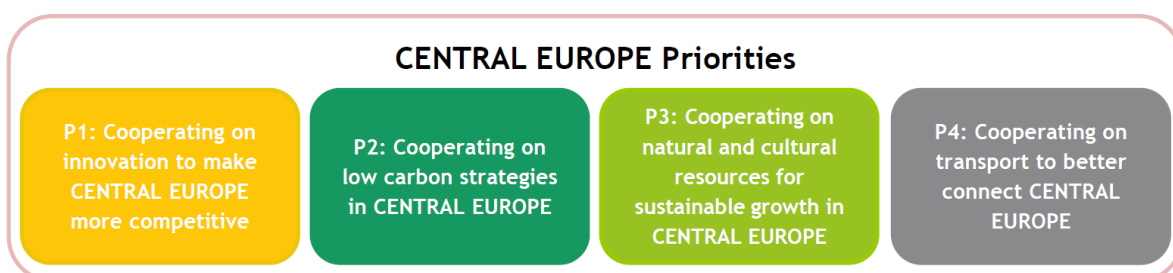 CENTRAL EUROPE Priorities
P1: Cooperating on
innovation to make
CENTRAL EUROPE
more competitive
P2: Cooperating on
low carbon strategies
in CENTRAL EUROPE
P3: Cooperating on
natural and cultural
resources for
sustainable growth in
CENTRAL EUROPE
P4: Cooperating on
transport to better
connect CENTRAL
EUROPE